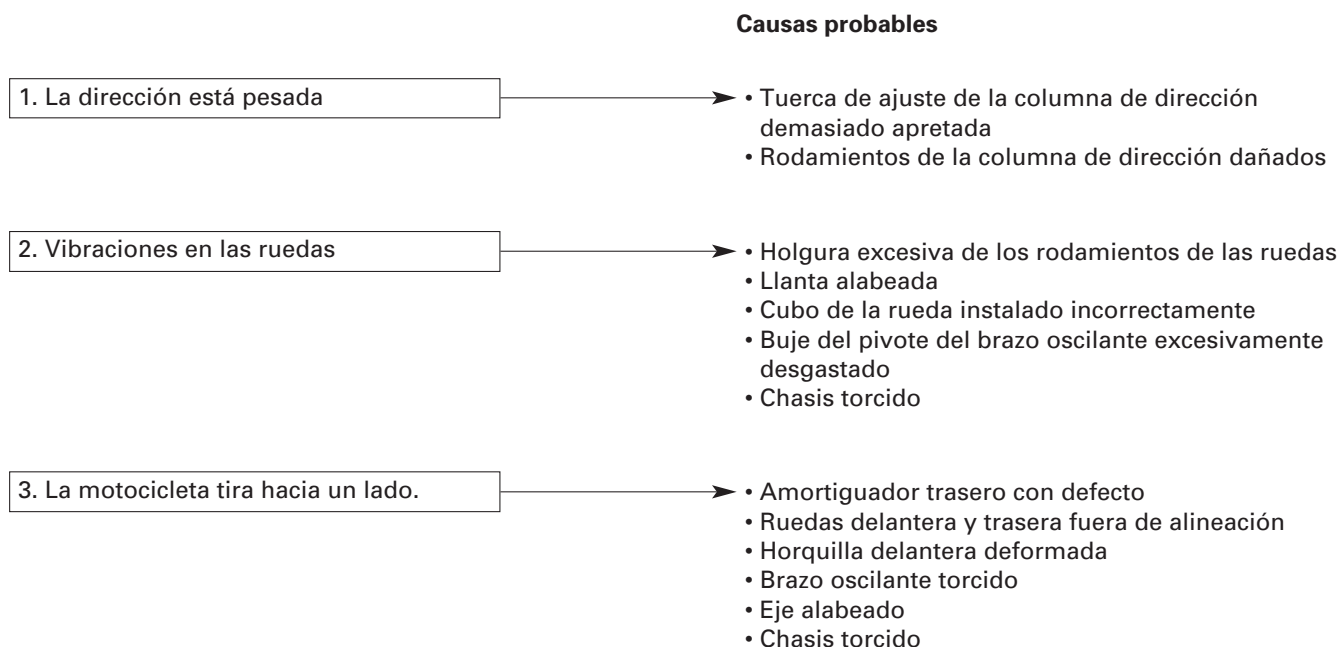 Causas probables
1. La dirección está pesada
• Tuerca de ajuste de la columna de dirección
demasiado apretada
• Rodamientos de la columna de dirección dañados
2. Vibraciones en las ruedas
• Holgura excesiva de los rodamientos de las ruedas
• Llanta alabeada
• Cubo de la rueda instalado incorrectamente
• Buje del pivote del brazo oscilante excesivamente
desgastado
• Chasis torcido
3. La motocicleta tira hacia un lado.
• Amortiguador trasero con defecto
• Ruedas delantera y trasera fuera de alineación
• Horquilla delantera deformada
• Brazo oscilante torcido
• Eje alabeado
• Chasis torcido